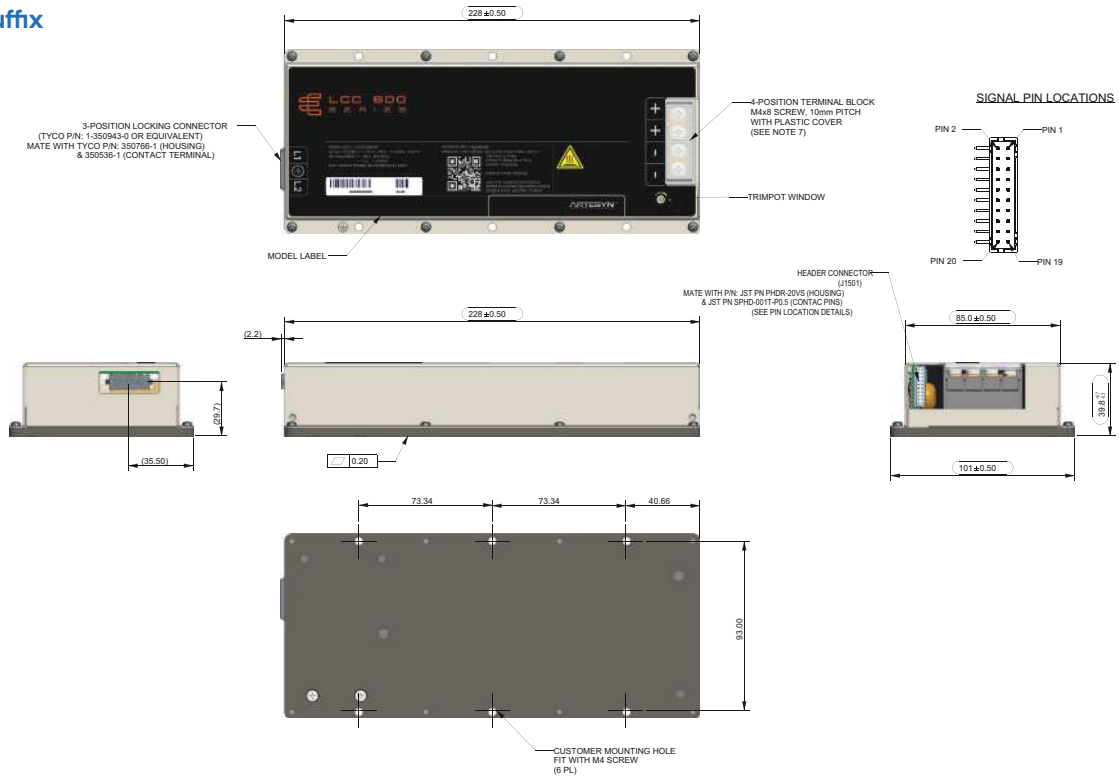 uffix
228±0.50
LCC 600
SERIES
3-POSITION LOCKING CONNECTOR
(TYCO P/N: 1-350943-0 OR EQUIVALENT)
MATE WITH TYCO P/N: 350766-1 (HOUSING)
& 350536-1 (CONTACT TERMINAL)
L1
L2
+
+
-
-
ARTESYN
4-POSITION TERMINAL BLOCK
M4x8 SCREW, 10mm PITCH
WITH PLASTIC COVER
(SEE NOTE 7)
TRIMPOT WINDOW
MODEL LABEL
SIGNAL PIN LOCATIONS
PIN 2
PIN 1
PIN 20
PIN 19
HEADER CONNECTOR
(J1501)
MATE WITH P/N: JST PN PHDR-20VS (HOUSING)
& JST PN SPHD-001T-P0.5 (CONTAC PINS)
(SEE PIN LOCATION DETAILS)
228±0.50
(2.2)
85.0±0.50
(29.7)
(35.50)
0.20
39.8
101±0.50
73.34
73.34
40.66
93.00
CUSTOMER MOUNTING HOLE
FIT WITH M4 SCREW
(6 PL)